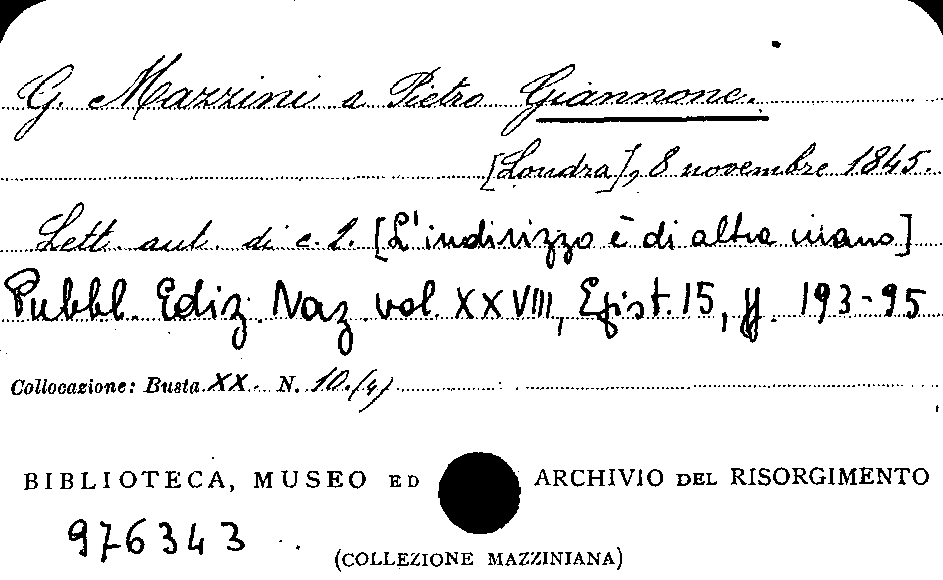 G. Mazzini a Pietro Giannone.
[Londra], 8 novembre 1845.
Lett. aut. di c. 1. [L'indirizzo è di altra mano]
Pubbl. Ediz. Naz. vol. XXVIII, Epist. 15, pp. 193-95
Collocazione: Busta XX. N. 10.(4)
BIBLIOTECA, MUSEO ED ARCHIVIO DEL RISORGIMENTO
976343
(COLLEZIONE MAZZINIANA)